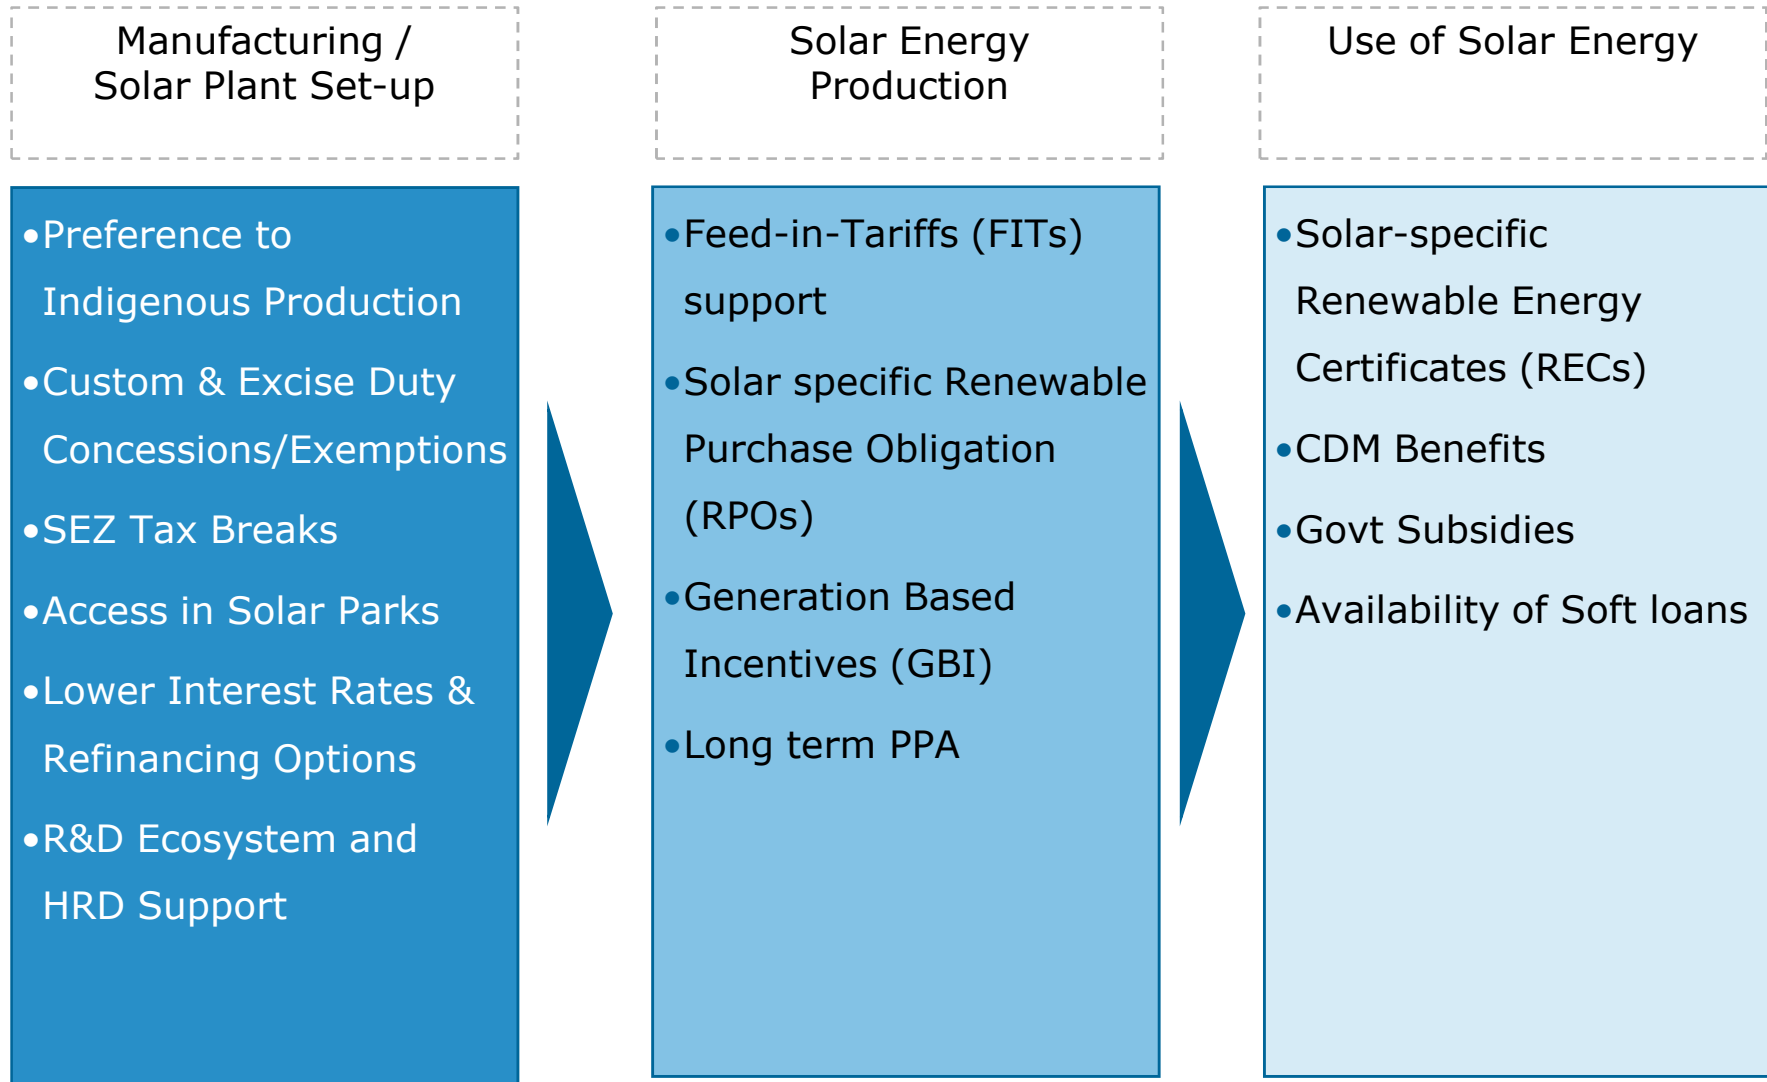 Manufacturing /
Solar Plant Set-up
•Preference to
Indigenous Production
•Custom & Excise Duty
Concessions/Exemptions
•SEZ Tax Breaks
•Access in Solar Parks
•Lower Interest Rates &
Refinancing Options
•R&D Ecosystem and
HRD Support
Solar Energy
Production
•Feed-in-Tariffs (FITs)
support
•Solar specific Renewable
Purchase Obligation
(RPOs)
•Generation Based
Incentives (GBI)
•Long term PPA
Use of Solar Energy
•Solar-specific
Renewable Energy
Certificates (RECs)
•CDM Benefits
•Govt Subsidies
•Availability of Soft loans